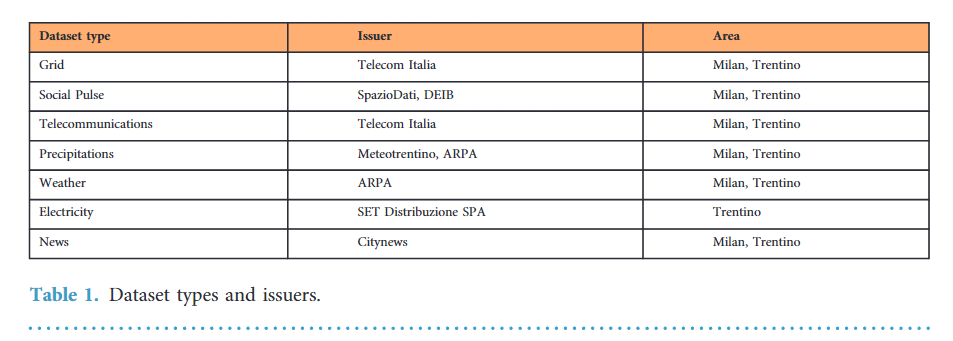 Dataset type Issuer Area
Grid Telecom Italia Milan, Trentino
Social Pulse SpazioDati, DEIB Milan, Trentino
Telecommunications Telecom Italia Milan, Trentino
Precipitations Meteotrentino, ARPA Milan, Trentino
Weather ARPA Milan, Trentino
Electricity SET Distribuzione SPA Trentino
News Citynews Milan, Trentino
Table 1. Dataset types and issuers.